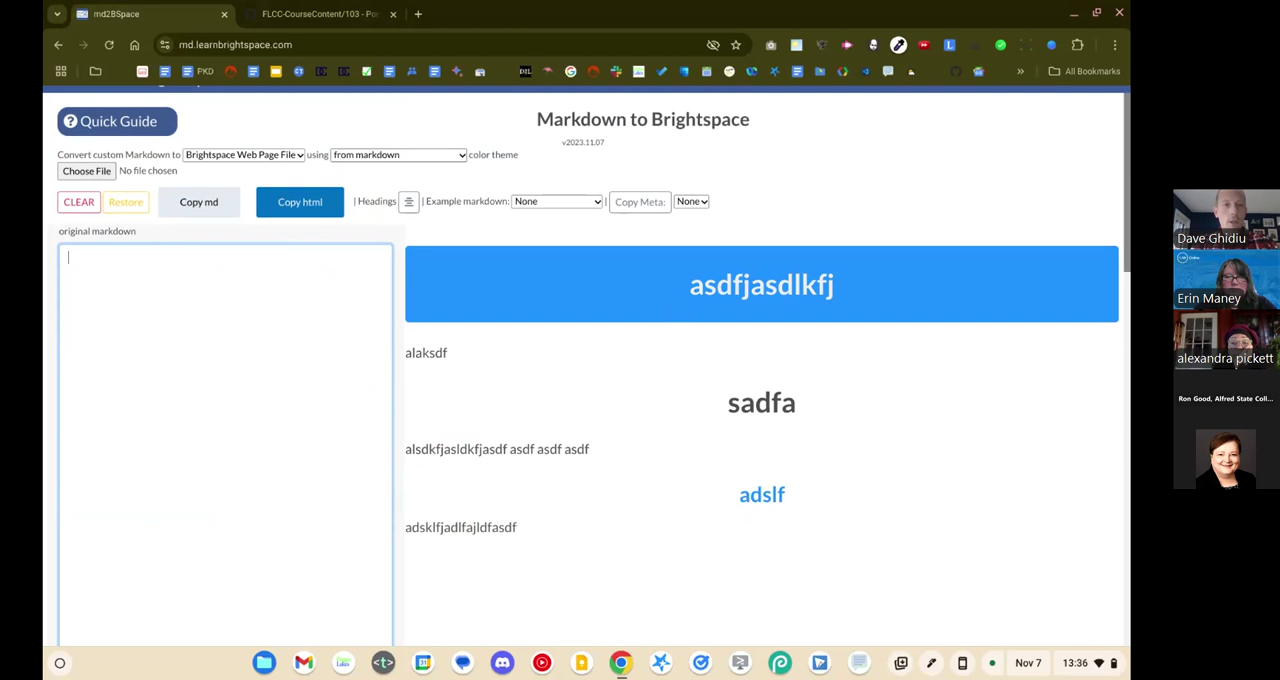 md2BSpace
FLCC-CourseContent/103 - Po
md.learnbrightspace.com
PKD
All Bookmarks
Quick Guide
Markdown to Brightspace
v2023.11.07
Convert custom Markdown to Brightspace Web Page File using from markdown color theme
Choose File No file chosen
CLEAR Restore Copy md Copy html | Headings | Example markdown: None | Copy Meta: None
original markdown
asdfjasdlkfj
alaksdf
sadfa
alsdkfjasldkfjasdf asdf asdf asdf
adslf
adsklfjadlfajldfasdf
Dave Ghidiu
Erin Maney
alexandra pickett
Ron Good, Alfred State Coll...
Nov 7
13:36